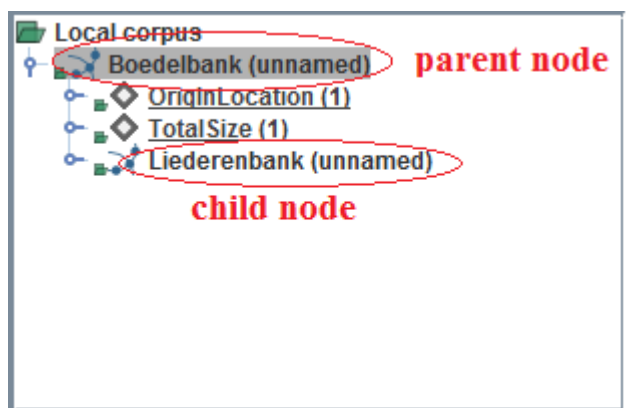 Local corpus
Boedelbank (unnamed) parent node
OriginLocation (1)
TotalSize (1)
Liederenbank (unnamed)
child node